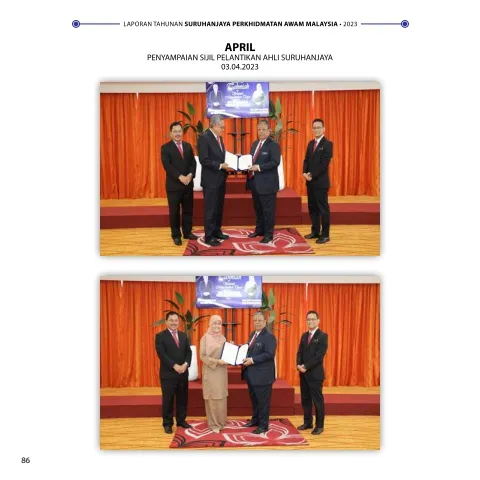 LAPORAN TAHUNAN SURUHANJAYA PERKHIDMATAN AWAM MALAYSIA • 2023
APRIL
PENYAMPAIAN SIJIL PELANTIKAN AHLI SURUHANJAYA
03.04.2023
86